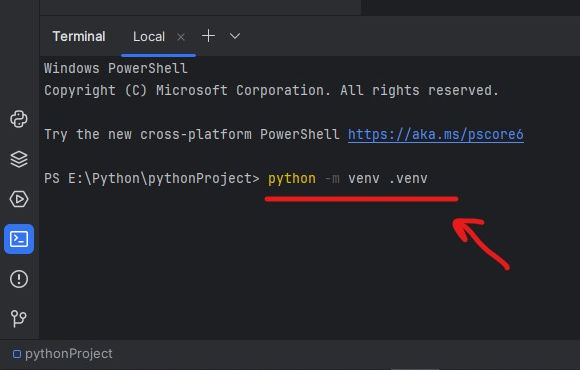 Terminal Local
Windows PowerShell
Copyright (C) Microsoft Corporation. All rights reserved.
Try the new cross-platform PowerShell https://aka.ms/pscore6
PS E:\Python\pythonProject> python -m venv .venv
pythonProject